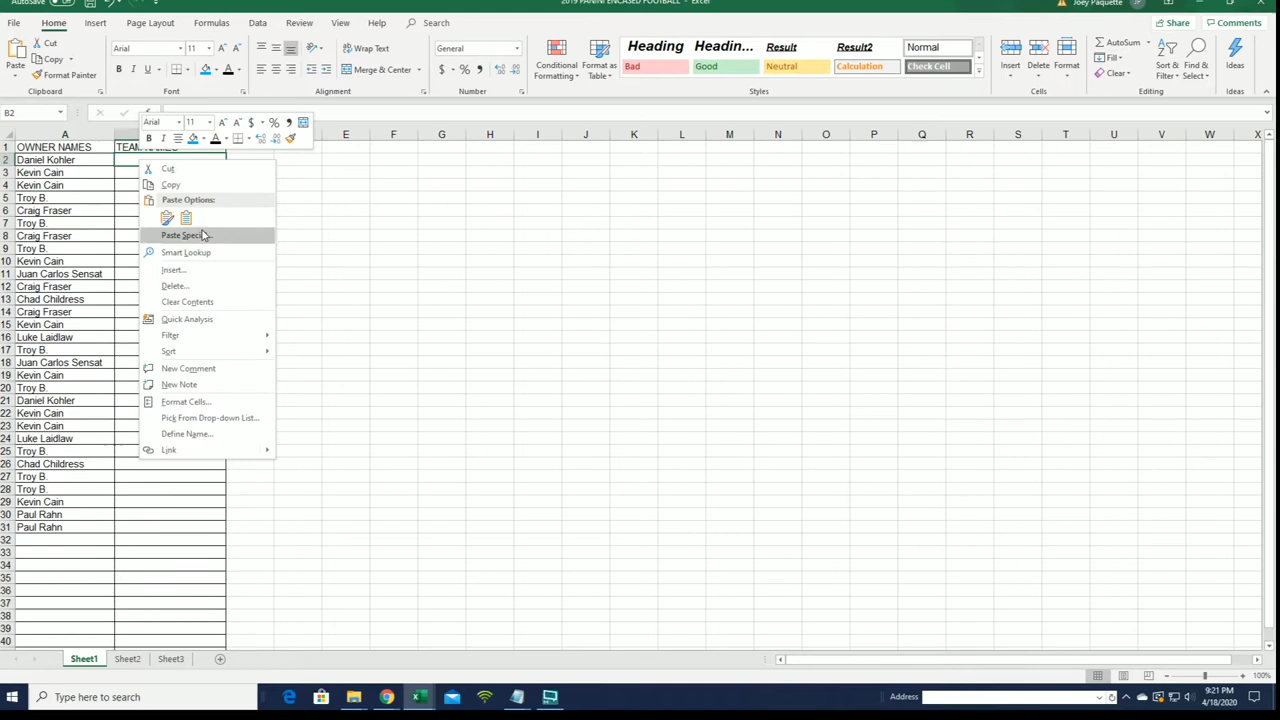 AutoSave Off 2019 PANINI ENCASED FOOTBALL - Excel Joey Paquette JP
File Home Insert Page Layout Formulas Data Review View Help Search Share Comments
Paste Cut Copy Format Painter
Arial 11 Wrap Text Merge & Center General
Conditional Formatting Format as Table
Heading Headin... Result Result2 Normal
Bad Good Neutral Calculation Check Cell
Insert Delete Format AutoSum Fill Clear Sort & Filter Find & Select Ideas
Clipboard Font Alignment Number Styles Cells Editing Ideas
B2
Arial 11
A E F G H I J K L M N O P Q R S T U V W X
1 OWNER NAMES TEAM NAMES
2 Daniel Kohler
3 Kevin Cain
4 Kevin Cain
5 Troy B.
6 Craig Fraser
7 Troy B.
8 Craig Fraser
9 Troy B.
10 Kevin Cain
11 Juan Carlos Sensat
12 Craig Fraser
13 Chad Childress
14 Craig Fraser
15 Kevin Cain
16 Luke Laidlaw
17 Troy B.
18 Juan Carlos Sensat
19 Kevin Cain
20 Troy B.
21 Daniel Kohler
22 Kevin Cain
23 Kevin Cain
24 Luke Laidlaw
25 Troy B.
26 Chad Childress
27 Troy B.
28 Troy B.
29 Kevin Cain
30 Paul Rahn
31 Paul Rahn
32
33
34
35
36
37
38
39
40
Cut
Copy
Paste Options:
Paste Speci...
Smart Lookup
Insert...
Delete...
Clear Contents
Quick Analysis
Filter
Sort
New Comment
New Note
Format Cells...
Pick From Drop-down List...
Define Name...
Link
Sheet1 Sheet2 Sheet3
100%
Type here to search Address 9:21 PM
4/18/2020